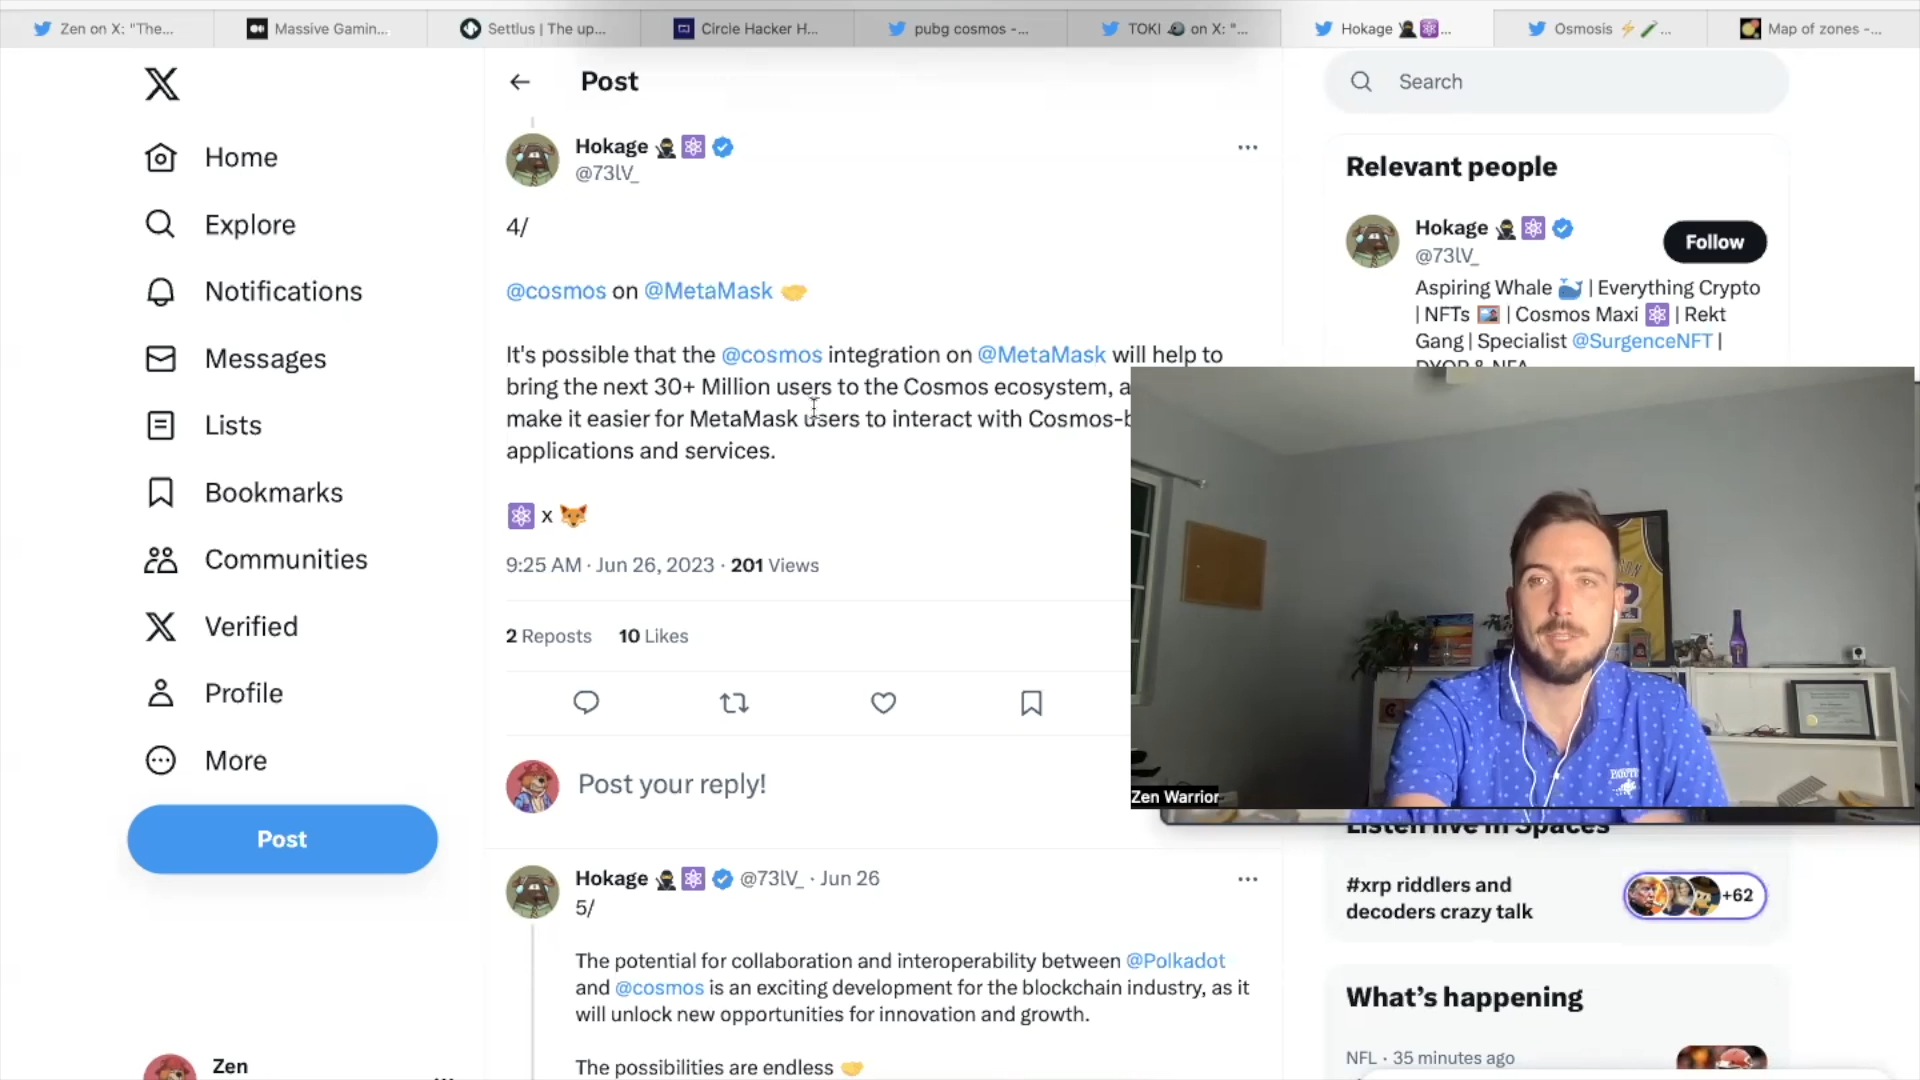 Zen on X: "The...
Massive Gamin...
Settlus | The up...
Circle Hacker H...
pubg cosmos -...
TOKI on X: "...
Hokage ...
Osmosis ...
Map of zones -...
Post
Search
Home
Explore
Notifications
Messages
Lists
Bookmarks
Communities
Verified
Profile
More
Post
Hokage
@73lV_
4/
@cosmos on @MetaMask
It's possible that the @cosmos integration on @MetaMask will help to
bring the next 30+ Million users to the Cosmos ecosystem, a
make it easier for MetaMask users to interact with Cosmos-b
applications and services.
x
9:25 AM · Jun 26, 2023 · 201 Views
2 Reposts 10 Likes
Post your reply!
Hokage @73lV_ · Jun 26
5/
The potential for collaboration and interoperability between @Polkadot
and @cosmos is an exciting development for the blockchain industry, as it
will unlock new opportunities for innovation and growth.
The possibilities are endless
Relevant people
Hokage
@73lV_
Follow
Aspiring Whale | Everything Crypto
| NFTs | Cosmos Maxi | Rekt
Gang | Specialist @SurgenceNFT |
DYOR & NFA
Zen Warrior
Listen live in Spaces
#xrp riddlers and
decoders crazy talk
+62
What's happening
NFL · 35 minutes ago
Zen